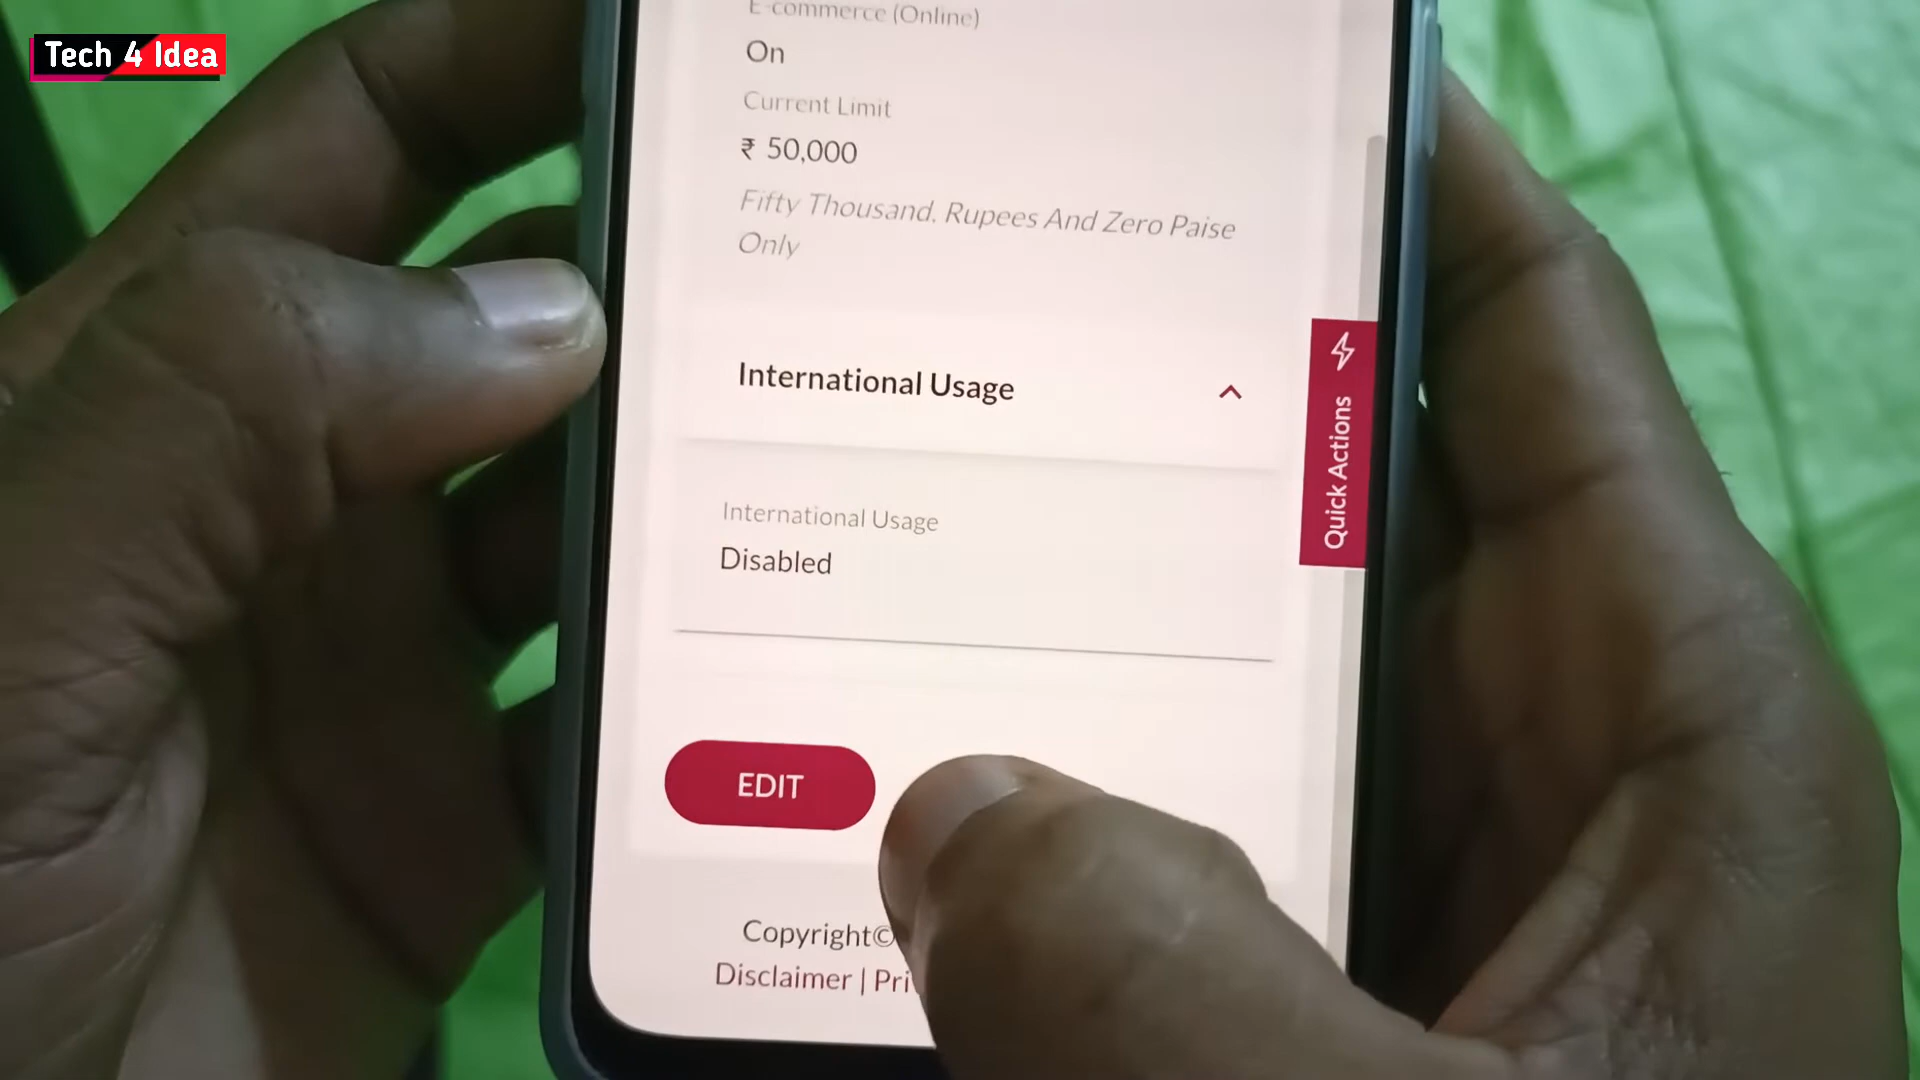 Tech 4 Idea
E-commerce (Online)
On
Current Limit
₹ 50,000
Fifty Thousand. Rupees And Zero Paise
Only
International Usage
Quick Actions
International Usage
Disabled
EDIT
Copyright©
Disclaimer | Pri